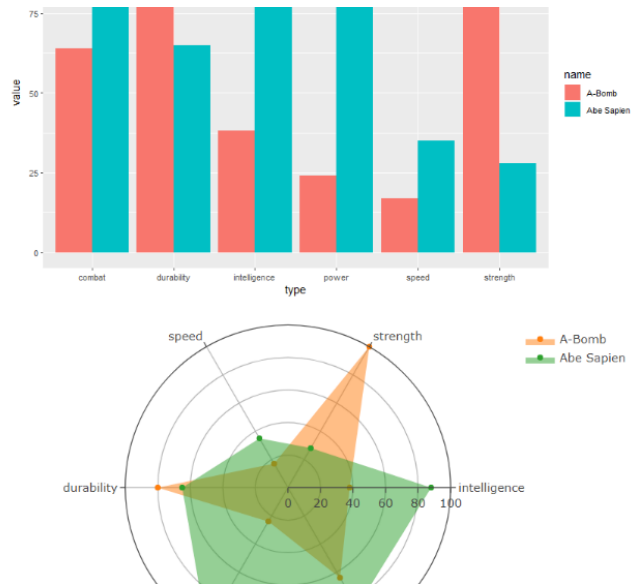 75
50
25
0
value
combat durability intelligence power speed strength
type
name
A-Bomb
Abe Sapien
speed
strength
durability
intelligence
0 20 40 60 80 100
A-Bomb
Abe Sapien